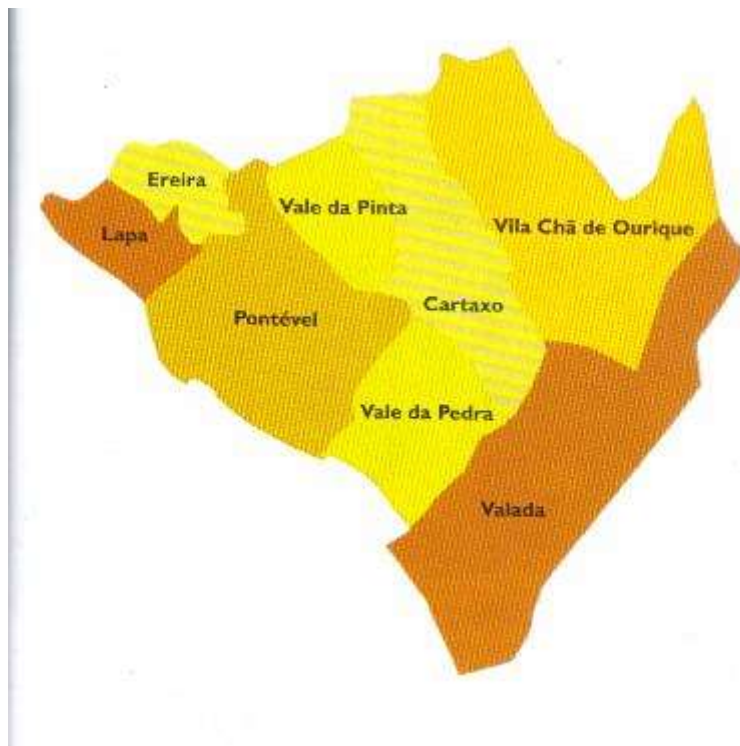 Ereira
Vale da Pinta
Lapa
Vila Chã de Ourique
Cartaxo
Pontével
Vale da Pedra
Valada